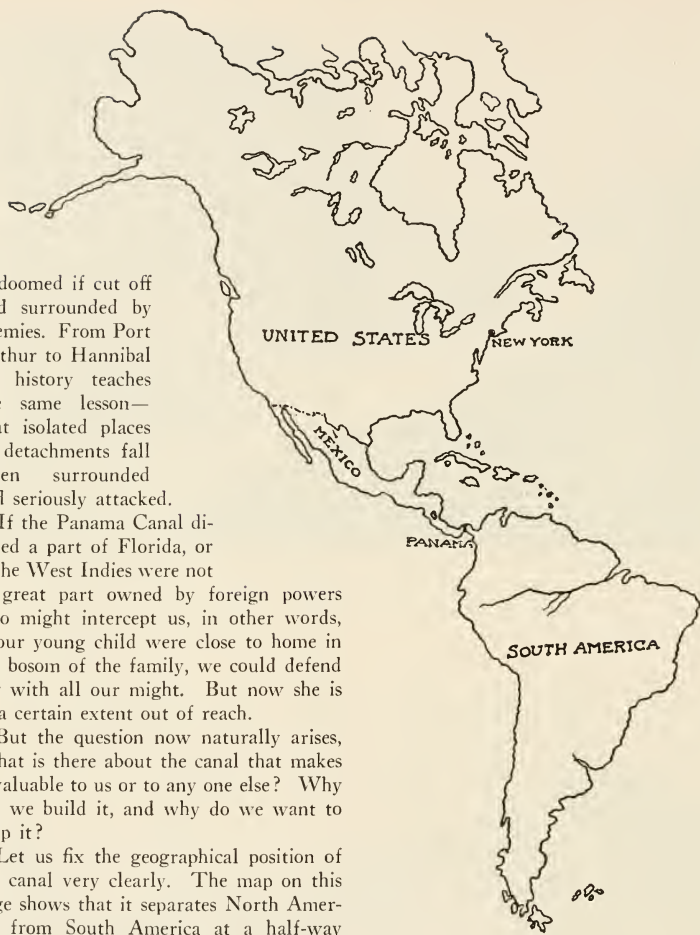 UNITED STATES
NEW YORK
MEXICO
PANAMA
SOUTH AMERICA
doomed if cut off
d surrounded by
emies. From Port
thur to Hannibal
history teaches
e same lesson—
at isolated places
detachments fall
en surrounded
d seriously attacked.
If the Panama Canal di-
ed a part of Florida, or
he West Indies were not
great part owned by foreign powers
o might intercept us, in other words,
our young child were close to home in
bosom of the family, we could defend
with all our might. But now she is
a certain extent out of reach.
But the question now naturally arises,
hat is there about the canal that makes
valuable to us or to any one else? Why
we build it, and why do we want to
p it?
Let us fix the geographical position of
canal very clearly. The map on this
ge shows that it separates North Amer-
from South America at a half-way